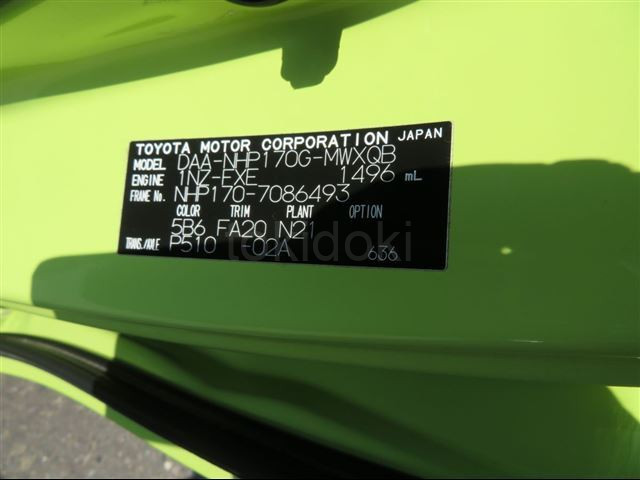 TOYOTA MOTOR CORPORATION JAPAN
MODEL DAA-NHP170G-MWXQB
ENGINE 1NZ-FXE 1496 mL
FRAME No. NHP170-7086493
COLOR TRIM PLANT OPTION
5B6 FA20 N21
TRANS./AXLE P510 -02A 636
tokidoki